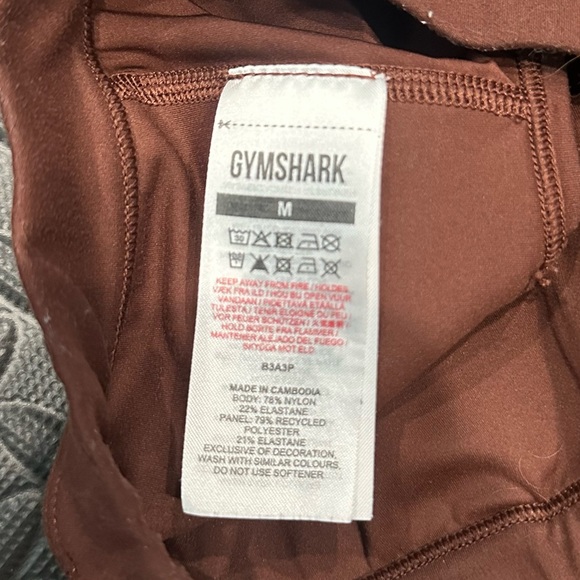 GYMSHARK
M
30
KEEP AWAY FROM FIRE / HOLDES
VÆK FRA ILD / HOU BIJ OPEN VUUR
VANDAAN / PIDETTÄVÄ ETÄÄLLÄ
TULESTA / TENIR ÉLOIGNÉ DU FEU /
VOR FEUER SCHÜTZEN /
HOLD BORTE FRA FLAMMER /
MANTENER ALEJADO DEL FUEGO /
SKYDDA MOT ELD
B3A3P
MADE IN CAMBODIA
BODY: 78% NYLON
22% ELASTANE
PANEL: 79% RECYCLED
POLYESTER
21% ELASTANE
EXCLUSIVE OF DECORATION,
WASH WITH SIMILAR COLOURS,
DO NOT USE SOFTENER